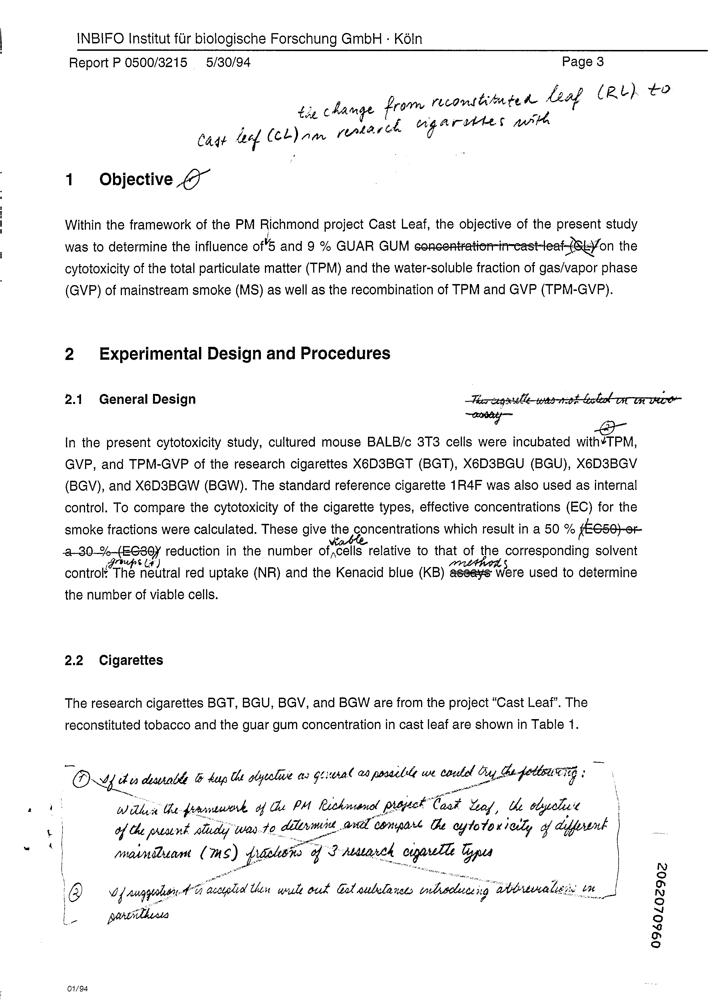 INBIFO Institut für biologische Forschung GmbH · Köln
Report P 0500/3215 5/30/94 Page 3
the change from reconstituted leaf (RL) to
cast leaf (CL) in research cigarettes with
1 Objective
Within the framework of the PM Richmond project Cast Leaf, the objective of the present study
was to determine the influence of 5 and 9 % GUAR GUM concentration in cast leaf (CL) on the
cytotoxicity of the total particulate matter (TPM) and the water-soluble fraction of gas/vapor phase
(GVP) of mainstream smoke (MS) as well as the recombination of TPM and GVP (TPM-GVP).
2 Experimental Design and Procedures
2.1 General Design
The cigarette was not tested in in vivo
assay
2
In the present cytotoxicity study, cultured mouse BALB/c 3T3 cells were incubated with TPM,
GVP, and TPM-GVP of the research cigarettes X6D3BGT (BGT), X6D3BGU (BGU), X6D3BGV
(BGV), and X6D3BGW (BGW). The standard reference cigarette 1R4F was also used as internal
control. To compare the cytotoxicity of the cigarette types, effective concentrations (EC) for the
smoke fractions were calculated. These give the concentrations which result in a 50 % (EC50) or
a 30 % (EC30) reduction in the number of viable cells relative to that of the corresponding solvent
control groups(s). The neutral red uptake (NR) and the Kenacid blue (KB) assays methods were used to determine
the number of viable cells.
2.2 Cigarettes
The research cigarettes BGT, BGU, BGV, and BGW are from the project “Cast Leaf”. The
reconstituted tobacco and the guar gum concentration in cast leaf are shown in Table 1.
1 If it is desirable to keep the objective as general as possible we could try the following:
Within the framework of the PM Richmond project Cast Leaf, the objective
of the present study was to determine and compare the cytotoxicity of different
mainstream (MS) fractions of 3 research cigarette types
2 If suggestion 1 is accepted then write out test substances introducing abbreviations in
parentheses
2062070960
01/94